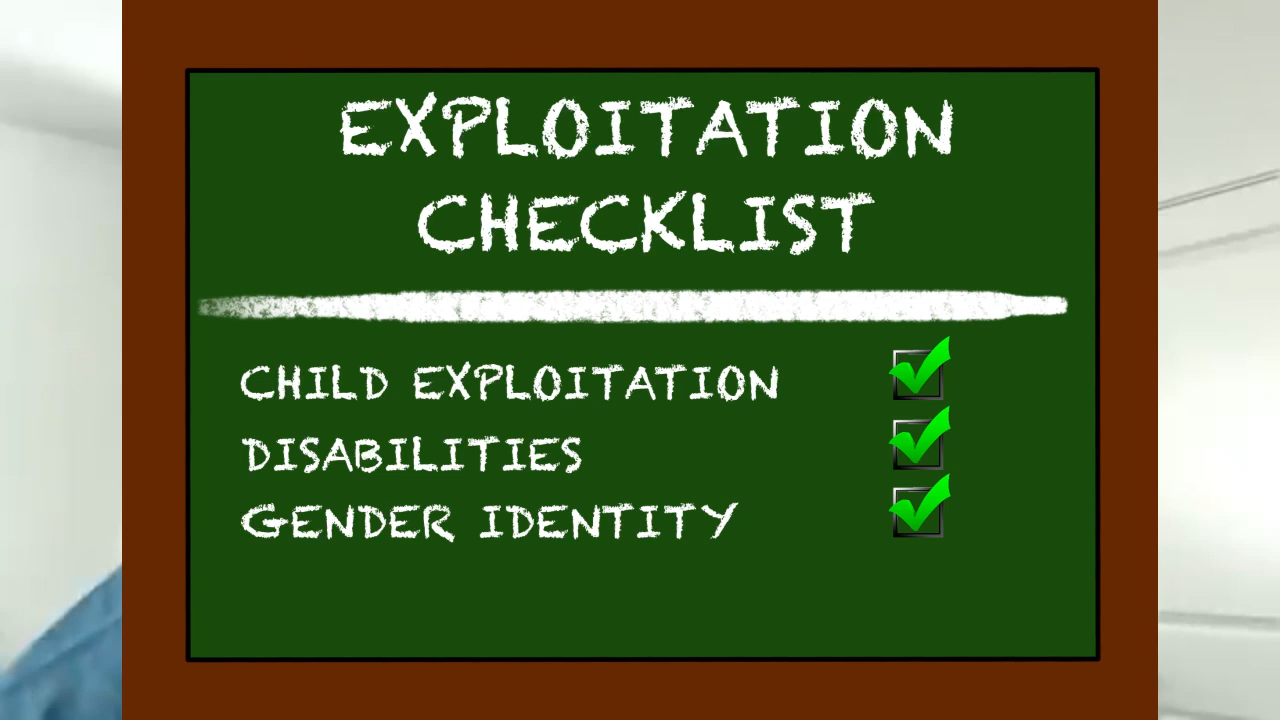 EXPLOITATION
CHECKLIST
CHILD EXPLOITATION
DISABILITIES
GENDER IDENTITY